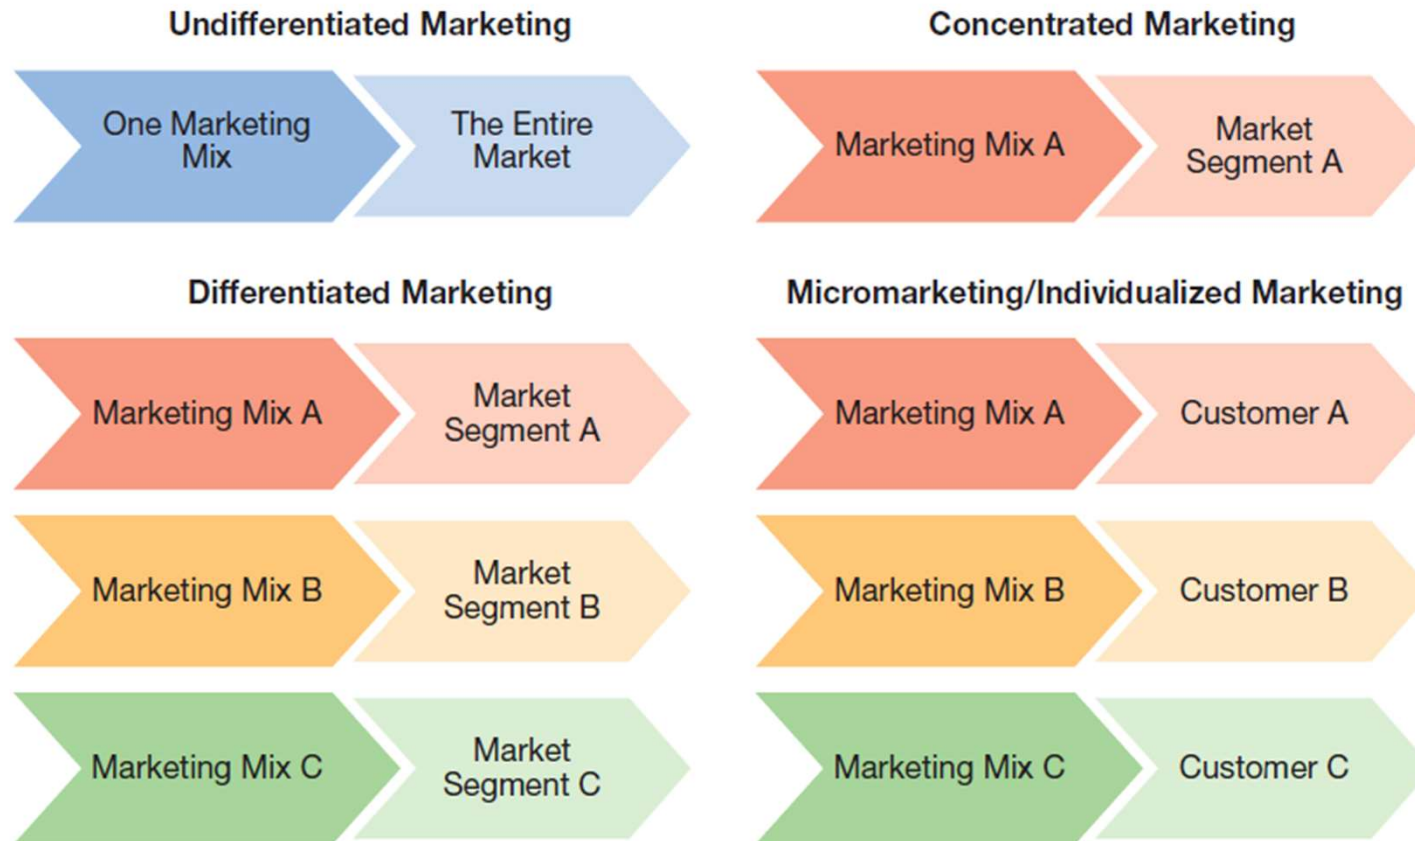 Undifferentiated Marketing
One Marketing
Mix
The Entire
Market
Concentrated Marketing
Marketing Mix A
Market
Segment A
Differentiated Marketing
Marketing Mix A
Market
Segment A
Marketing Mix B
Market
Segment B
Marketing Mix C
Market
Segment C
Micromarketing/Individualized Marketing
Marketing Mix A
Customer A
Marketing Mix B
Customer B
Marketing Mix C
Customer C